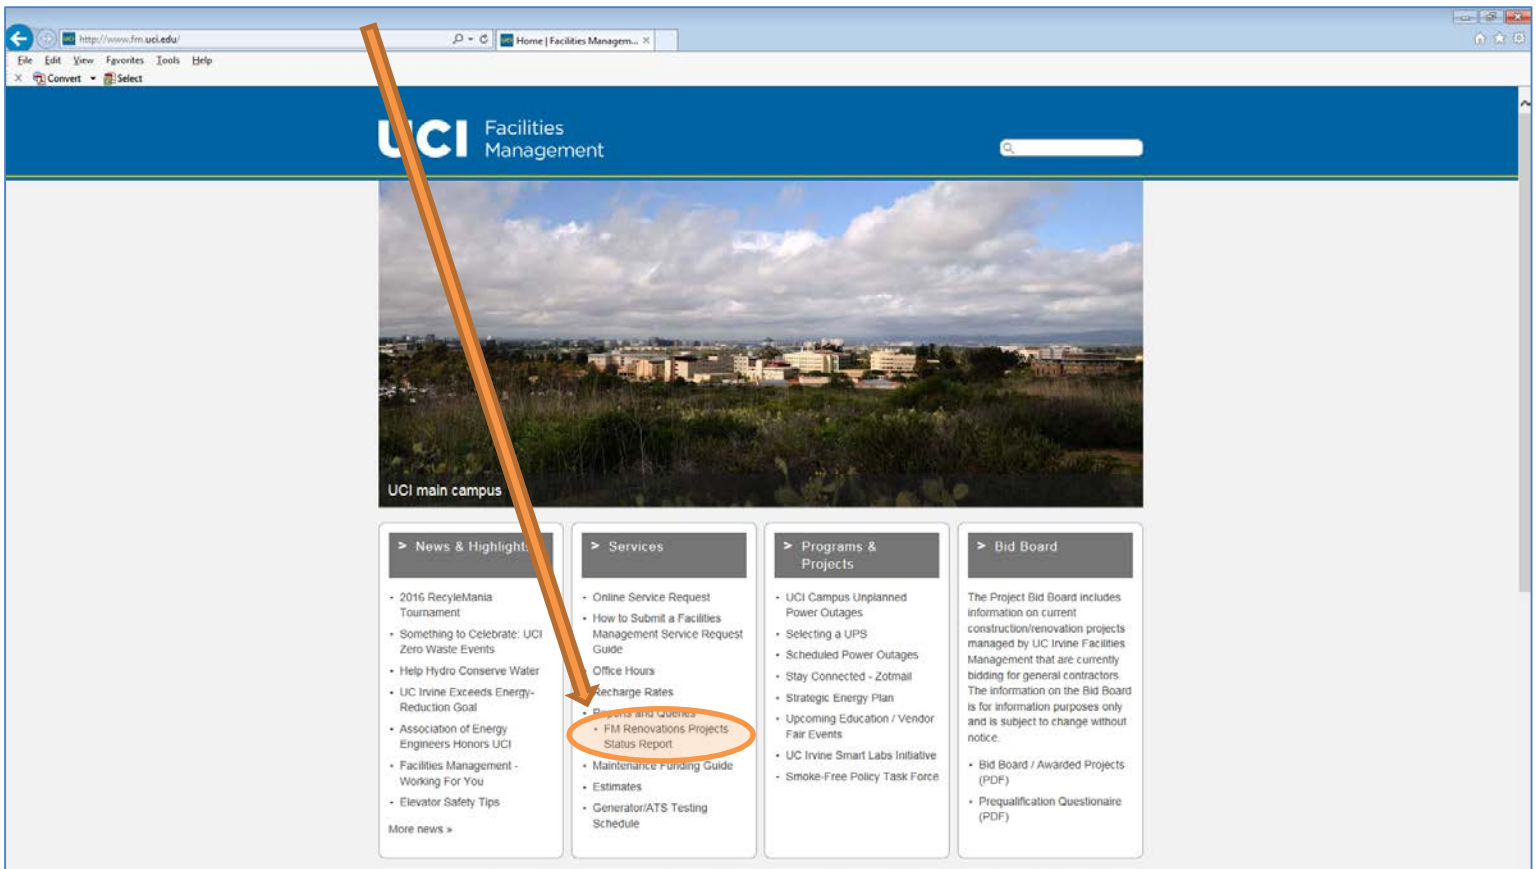 http://www.fm.uci.edu/
Home | Facilities Managem...
File Edit View Favorites Tools Help
Convert Select
UCI Facilities
Management
UCI main campus
> News & Highlights
• 2016 RecyleMania
Tournament
• Something to Celebrate: UCI
Zero Waste Events
• Help Hydro Conserve Water
• UC Irvine Exceeds Energy-
Reduction Goal
• Association of Energy
Engineers Honors UCI
• Facilities Management -
Working For You
• Elevator Safety Tips
More news »
> Services
• Online Service Request
• How to Submit a Facilities
Management Service Request
Guide
• Office Hours
• Recharge Rates
• Reports and Queries
• FM Renovations Projects
Status Report
• Maintenance Funding Guide
• Estimates
• Generator/ATS Testing
Schedule
> Programs &
Projects
• UCI Campus Unplanned
Power Outages
• Selecting a UPS
• Scheduled Power Outages
• Stay Connected - Zotmail
• Strategic Energy Plan
• Upcoming Education / Vendor
Fair Events
• UC Irvine Smart Labs Initiative
• Smoke-Free Policy Task Force
> Bid Board
The Project Bid Board includes
information on current
construction/renovation projects
managed by UC Irvine Facilities
Management that are currently
bidding for general contractors.
The information on the Bid Board
is for information purposes only
and is subject to change without
notice.
• Bid Board / Awarded Projects
(PDF)
• Prequalification Questionaire
(PDF)